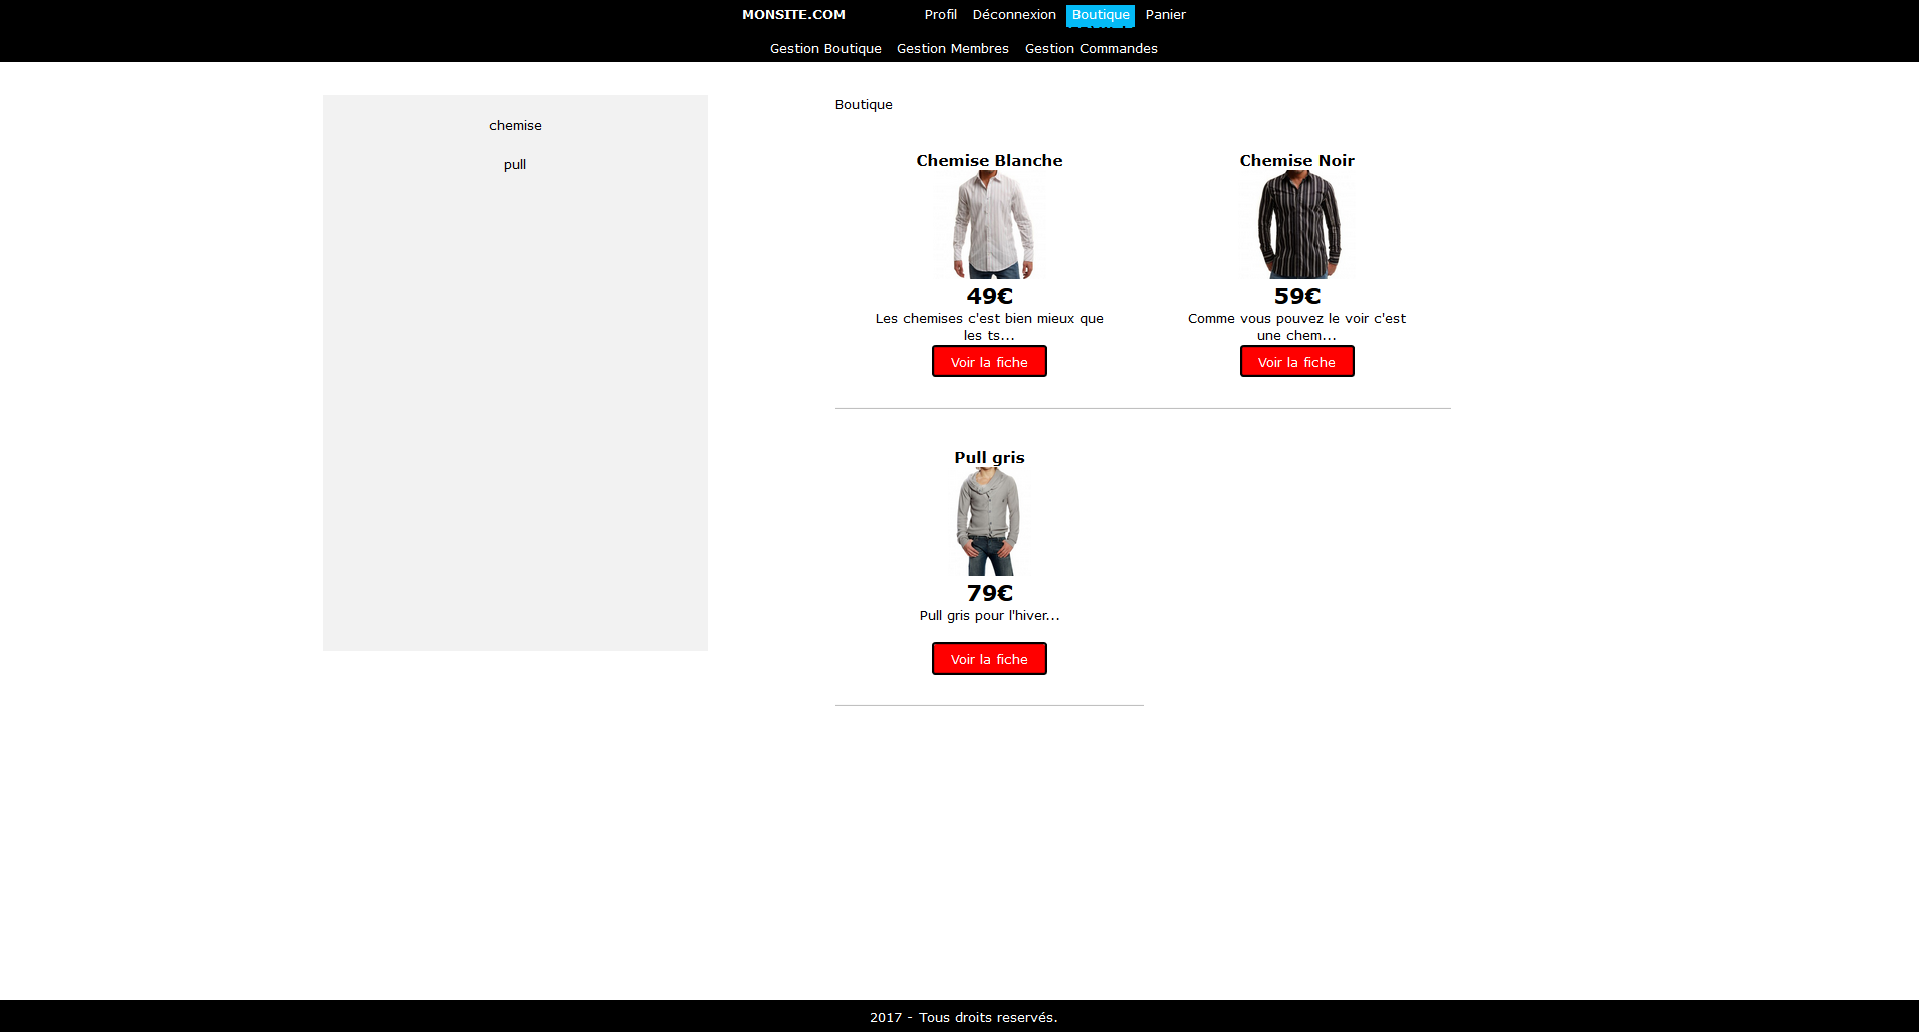 MONSITE.COM Profil Déconnexion Boutique Panier
Gestion Boutique Gestion Membres Gestion Commandes
chemise
pull
Boutique
Chemise Blanche
49€
Les chemises c'est bien mieux que
les ts...
Voir la fiche
Chemise Noir
59€
Comme vous pouvez le voir c'est
une chem...
Voir la fiche
Pull gris
79€
Pull gris pour l'hiver...
Voir la fiche
2017 - Tous droits reservés.